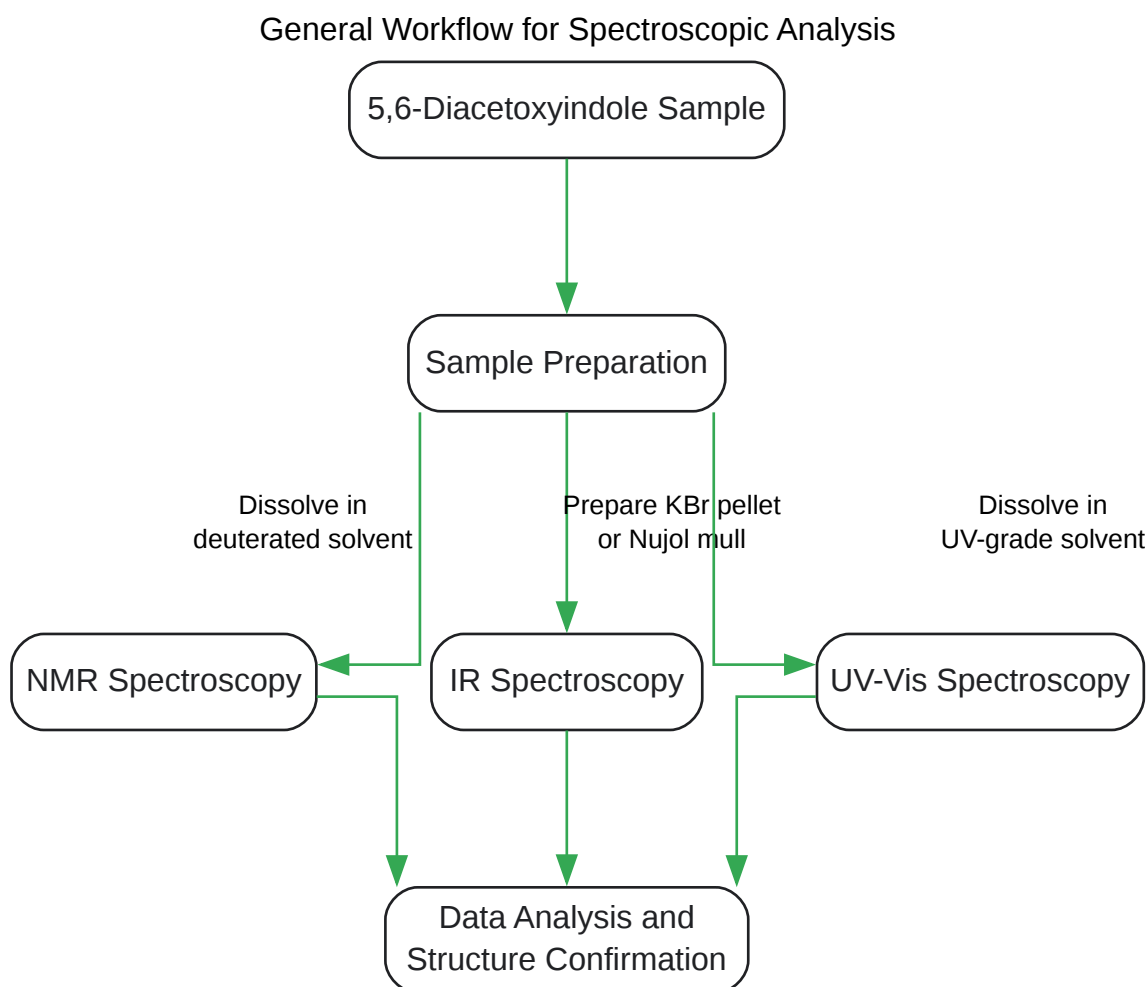 General Workflow for Spectroscopic Analysis
5,6-Diacetoxyindole Sample
Sample Preparation
Dissolve in
deuterated solvent
Prepare KBr pellet
or Nujol mull
Dissolve in
UV-grade solvent
NMR Spectroscopy
IR Spectroscopy
UV-Vis Spectroscopy
Data Analysis and
Structure Confirmation